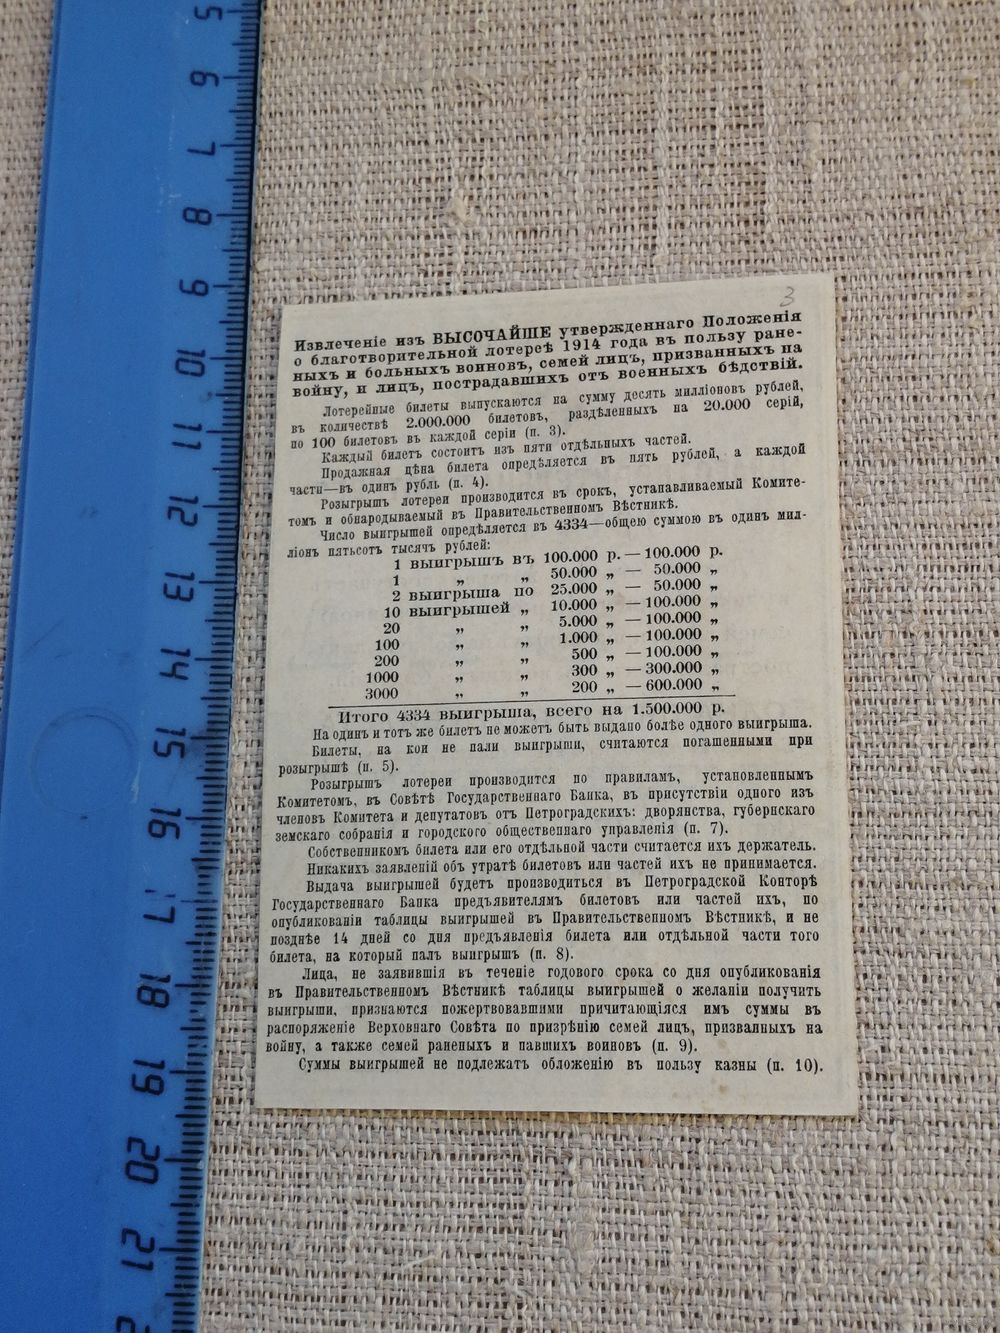 3
Извлеченіе изъ ВЫСОЧАЙШЕ утвержденнаго Положенія
о благотворительной лотереѣ 1914 года въ пользу ране-
ныхъ и больныхъ воиновъ, семей лицъ, призванныхъ на
войну, и лицъ, пострадавшихъ отъ военныхъ бѣдствій.
Лотерейные билеты выпускаются на сумму десять милліоновъ рублей,
въ количествѣ 2.000.000 билетовъ, раздѣленныхъ на 20.000 серій,
по 100 билетовъ въ каждой серіи (п. 3).
Каждый билетъ состоитъ изъ пяти отдѣльныхъ частей.
Продажная цѣна билета опредѣляется въ пять рублей, а каждой
части—въ одинъ рубль (п. 4).
Розыгрышъ лотереи производится въ срокъ, устанавливаемый Комите-
томъ и обнародываемый въ Правительственномъ Вѣстникѣ.
Число выигрышей опредѣляется въ 4334—общею суммою въ одинъ мил-
ліонъ пятьсотъ тысячъ рублей:
1 выигрышъ въ 100.000 р. — 100.000 р.
1 „ „ 50.000 „ — 50.000 „
2 выигрыша по 25.000 „ — 50.000 „
10 выигрышей „ 10.000 „ — 100.000 „
20 „ „ 5.000 „ — 100.000 „
100 „ „ 1.000 „ — 100.000 „
200 „ „ 500 „ — 100.000 „
1000 „ „ 300 „ — 300.000 „
3000 „ „ 200 „ — 600.000 „
Итого 4334 выигрыша, всего на 1.500.000 р.
На одинъ и тотъ же билетъ не можетъ быть выдано болѣе одного выигрыша.
Билеты, на кои не пали выигрыши, считаются погашенными при
розыгрышѣ (п. 5).
Розыгрышъ лотереи производится по правиламъ, установленнымъ
Комитетомъ, въ Совѣтѣ Государственнаго Банка, въ присутствіи одного изъ
членовъ Комитета и депутатовъ отъ Петроградскихъ: дворянства, губернскаго
земскаго собранія и городского общественнаго управленія (п. 7).
Собственникомъ билета или его отдѣльной части считается ихъ держатель.
Никакихъ заявленій объ утратѣ билетовъ или частей ихъ не принимается.
Выдача выигрышей будетъ производиться въ Петроградской Конторѣ
Государственнаго Банка предъявителямъ билетовъ или частей ихъ, по
опубликованіи таблицы выигрышей въ Правительственномъ Вѣстникѣ, и не
позднѣе 14 дней со дня предъявленія билета или отдѣльной части того
билета, на который палъ выигрышъ (п. 8).
Лица, не заявившія въ теченіе годового срока со дня опубликованія
въ Правительственномъ Вѣстникѣ таблицы выигрышей о желаніи получить
выигрыши, признаются пожертвовавшими причитающіяся имъ суммы въ
распоряженіе Верховнаго Совѣта по призрѣнію семей лицъ, призванныхъ на
войну, а также семей раненыхъ и павшихъ воиновъ (п. 9).
Суммы выигрышей не подлежатъ обложенію въ пользу казны (п. 10).
5
6
7
8
9
10
11
12
13
14
15
16
17
18
19
20
21